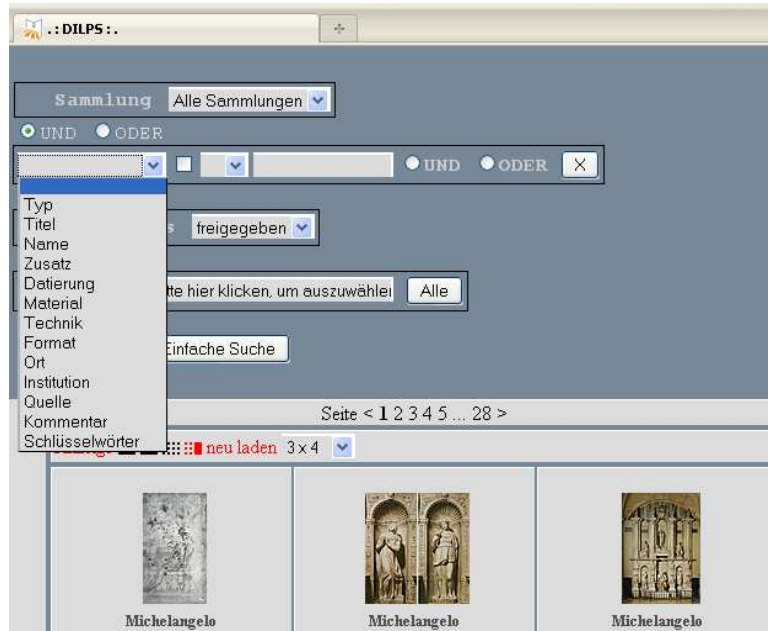 .:DILPS:.
Sammlung Alle Sammlungen
UND ODER
UND ODER X
Typ
Titel
Name
Zusatz
Datierung
Material
Technik
Format
Ort
Institution
Quelle
Kommentar
Schlüsselwörter
freigegeben
hier klicken, um Alle
Einfache Suche
Seite < 1 2 3 4 5 ... 28 >
neu laden 3 x 4
Michelangelo Michelangelo Michelangelo